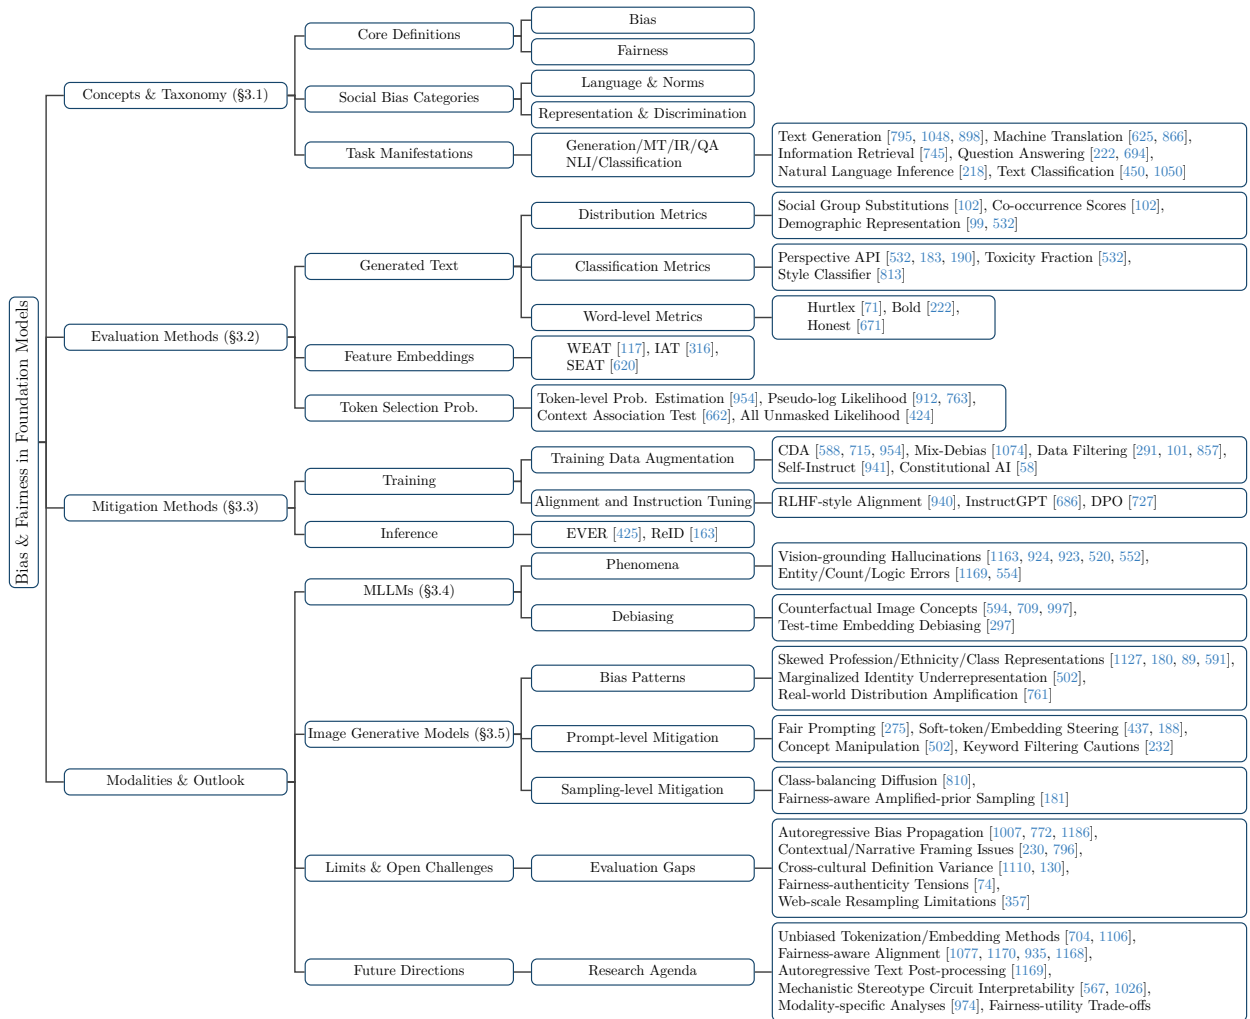 Bias & Fairness in Foundation Models
Concepts & Taxonomy (§3.1)
Core Definitions
Bias
Fairness
Social Bias Categories
Language & Norms
Representation & Discrimination
Task Manifestations
Generation/MT/IR/QA
NLI/Classification
Text Generation [795, 1048, 898], Machine Translation [625, 866],
Information Retrieval [745], Question Answering [222, 694],
Natural Language Inference [218], Text Classification [450, 1050]
Evaluation Methods (§3.2)
Generated Text
Distribution Metrics
Social Group Substitutions [102], Co-occurrence Scores [102],
Demographic Representation [99, 532]
Classification Metrics
Perspective API [532, 183, 190], Toxicity Fraction [532],
Style Classifier [813]
Word-level Metrics
Hurtlex [71], Bold [222],
Honest [671]
Feature Embeddings
WEAT [117], IAT [316],
SEAT [620]
Token Selection Prob.
Token-level Prob. Estimation [954], Pseudo-log Likelihood [912, 763],
Context Association Test [662], All Unmasked Likelihood [424]
Mitigation Methods (§3.3)
Training
Training Data Augmentation
CDA [588, 715, 954], Mix-Debias [1074], Data Filtering [291, 101, 857],
Self-Instruct [941], Constitutional AI [58]
Alignment and Instruction Tuning
RLHF-style Alignment [940], InstructGPT [686], DPO [727]
Inference
EVER [425], ReID [163]
Modalities & Outlook
MLLMs (§3.4)
Phenomena
Vision-grounding Hallucinations [1163, 924, 923, 520, 552],
Entity/Count/Logic Errors [1169, 554]
Debiasing
Counterfactual Image Concepts [594, 709, 997],
Test-time Embedding Debiasing [297]
Image Generative Models (§3.5)
Bias Patterns
Skewed Profession/Ethnicity/Class Representations [1127, 180, 89, 591],
Marginalized Identity Underrepresentation [502],
Real-world Distribution Amplification [761]
Prompt-level Mitigation
Fair Prompting [275], Soft-token/Embedding Steering [437, 188],
Concept Manipulation [502], Keyword Filtering Cautions [232]
Sampling-level Mitigation
Class-balancing Diffusion [810],
Fairness-aware Amplified-prior Sampling [181]
Limits & Open Challenges
Evaluation Gaps
Autoregressive Bias Propagation [1007, 772, 1186],
Contextual/Narrative Framing Issues [230, 796],
Cross-cultural Definition Variance [1110, 130],
Fairness-authenticity Tensions [74],
Web-scale Resampling Limitations [357]
Future Directions
Research Agenda
Unbiased Tokenization/Embedding Methods [704, 1106],
Fairness-aware Alignment [1077, 1170, 935, 1168],
Autoregressive Text Post-processing [1169],
Mechanistic Stereotype Circuit Interpretability [567, 1026],
Modality-specific Analyses [974], Fairness-utility Trade-offs